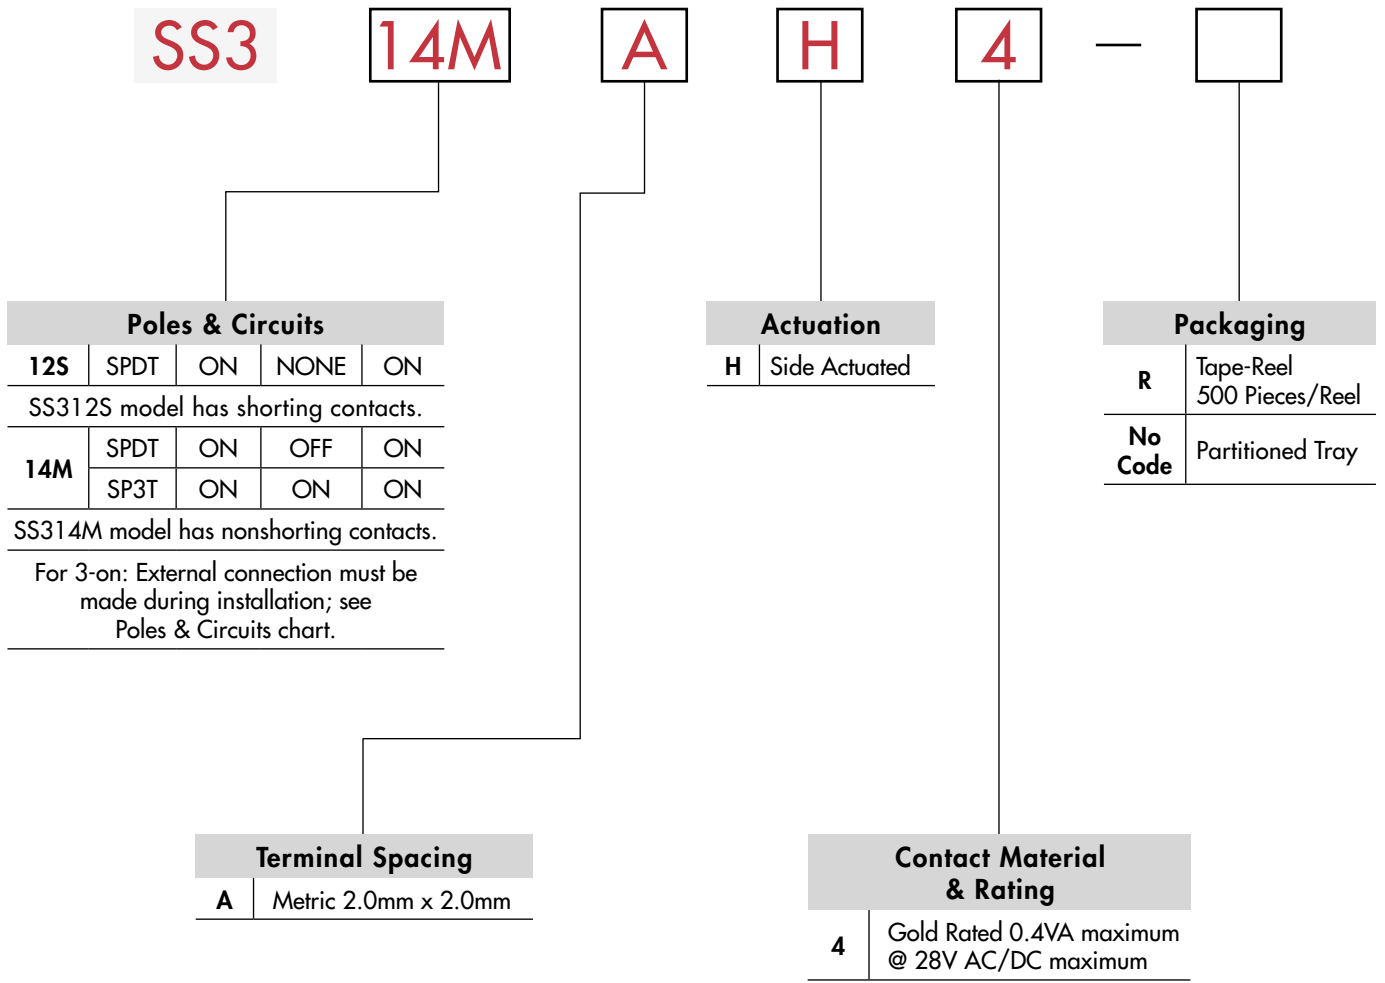 SS3 14M A H 4 —
Poles & Circuits
12S SPDT ON NONE ON
SS312S model has shorting contacts.
14M SPDT ON OFF ON
SP3T ON ON ON
SS314M model has nonshorting contacts.
For 3-on: External connection must be
made during installation; see
Poles & Circuits chart.
Actuation
H Side Actuated
Packaging
R Tape-Reel
500 Pieces/Reel
No
Code Partitioned Tray
Terminal Spacing
A Metric 2.0mm x 2.0mm
Contact Material
& Rating
4 Gold Rated 0.4VA maximum
@ 28V AC/DC maximum